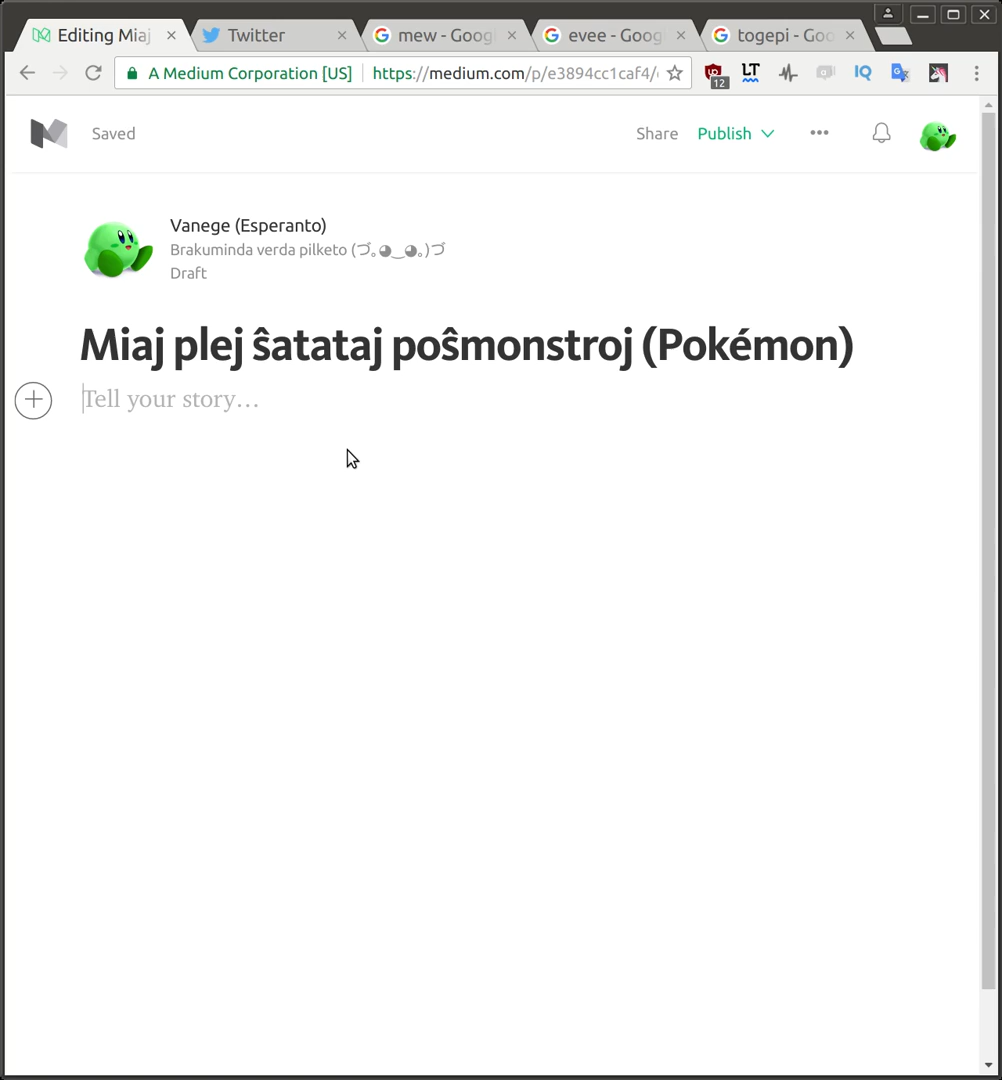 Editing Miaj
Twitter
mew - Goog
evee - Goog
togepi - Goo
A Medium Corporation [US]
https://medium.com/p/e3894cc1caf4/
12
LT
IQ
Saved
Share
Publish
Vanege (Esperanto)
Brakuminda verda pilketo (づ｡◕‿◕｡)づ
Draft
Miaj plej ŝatataj poŝmonstroj (Pokémon)
Tell your story…